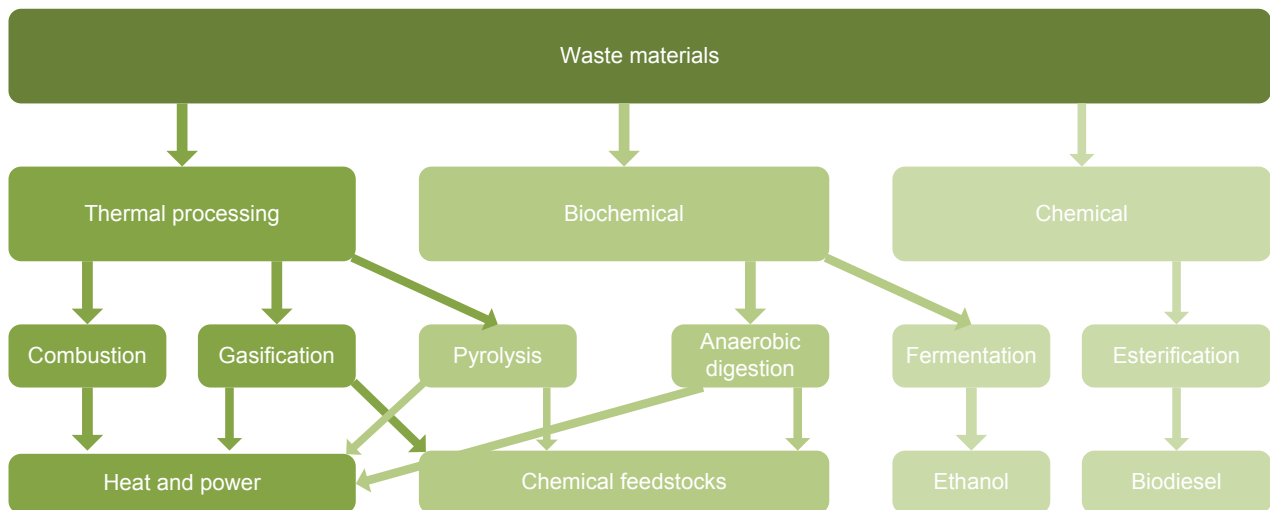 Waste materials
Thermal processing
Biochemical
Chemical
Combustion
Gasification
Pyrolysis
Anaerobic
digestion
Fermentation
Esterification
Heat and power
Chemical feedstocks
Ethanol
Biodiesel